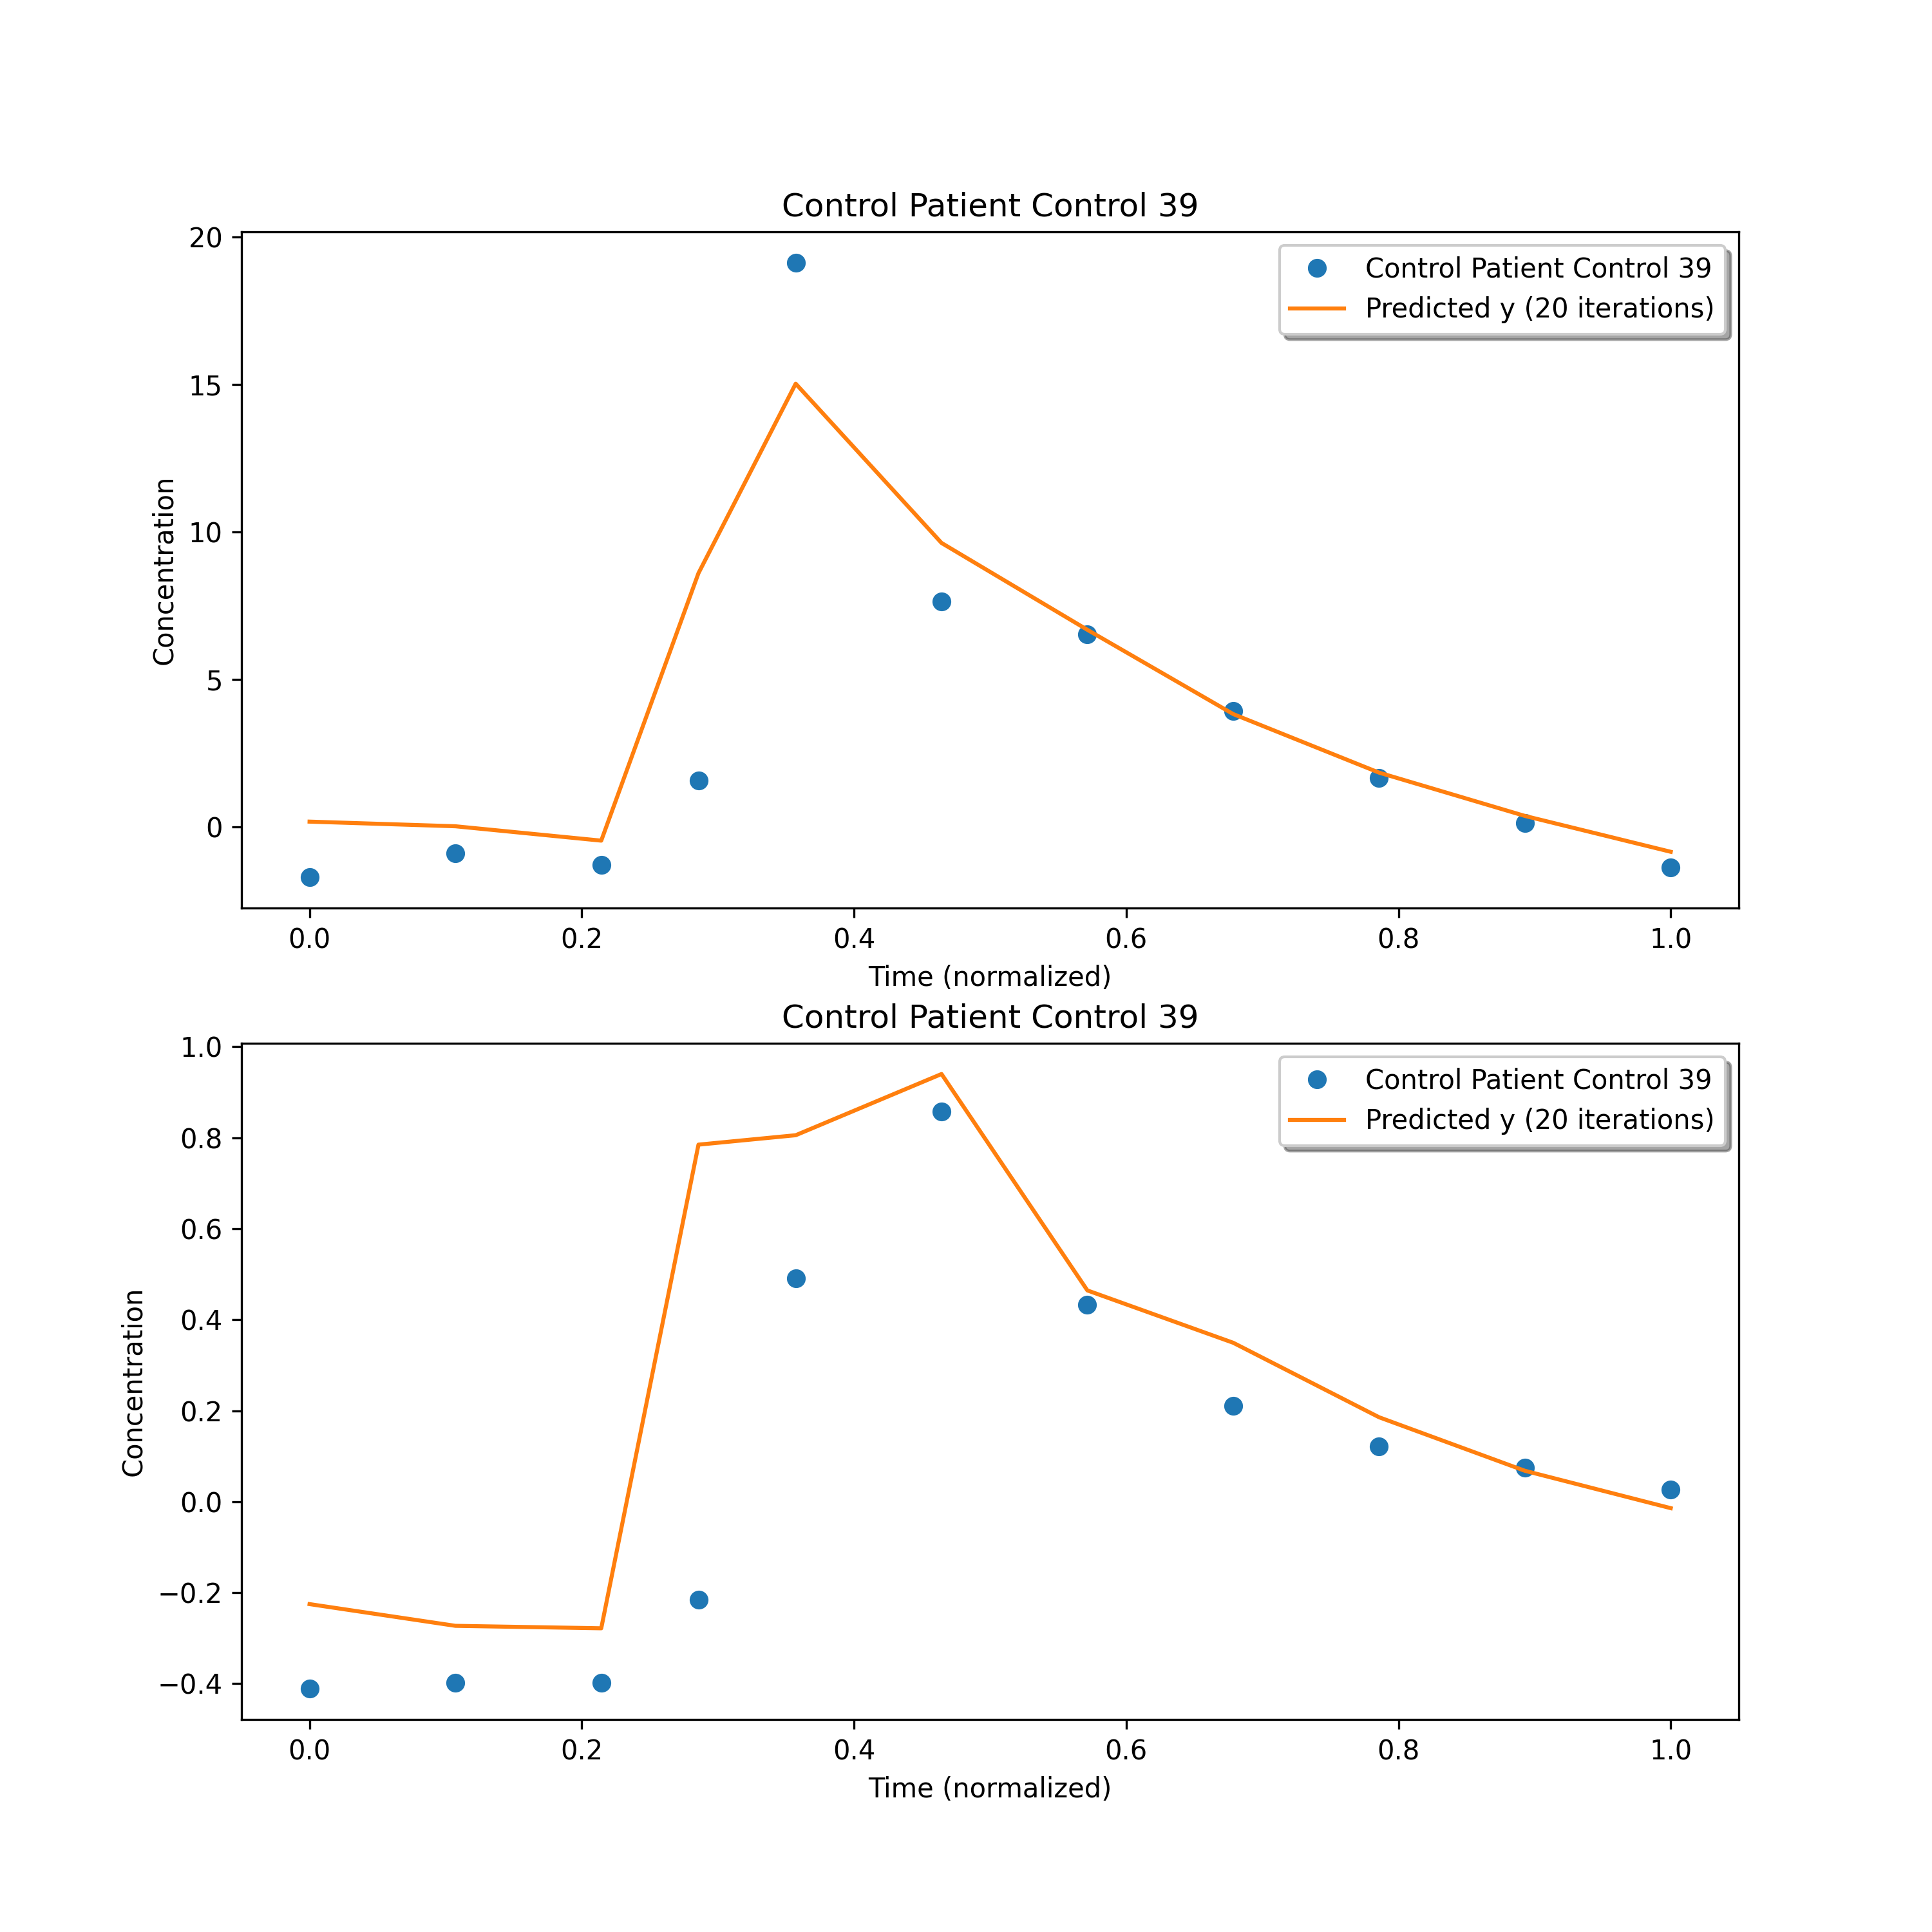 Control Patient Control 39
20
15
10
5
0
Concentration
Control Patient Control 39
Predicted y (20 iterations)
0.0 0.2 0.4 0.6 0.8 1.0
Time (normalized)
Control Patient Control 39
1.0
0.8
0.6
0.4
0.2
0.0
−0.2
−0.4
Concentration
Control Patient Control 39
Predicted y (20 iterations)
0.0 0.2 0.4 0.6 0.8 1.0
Time (normalized)